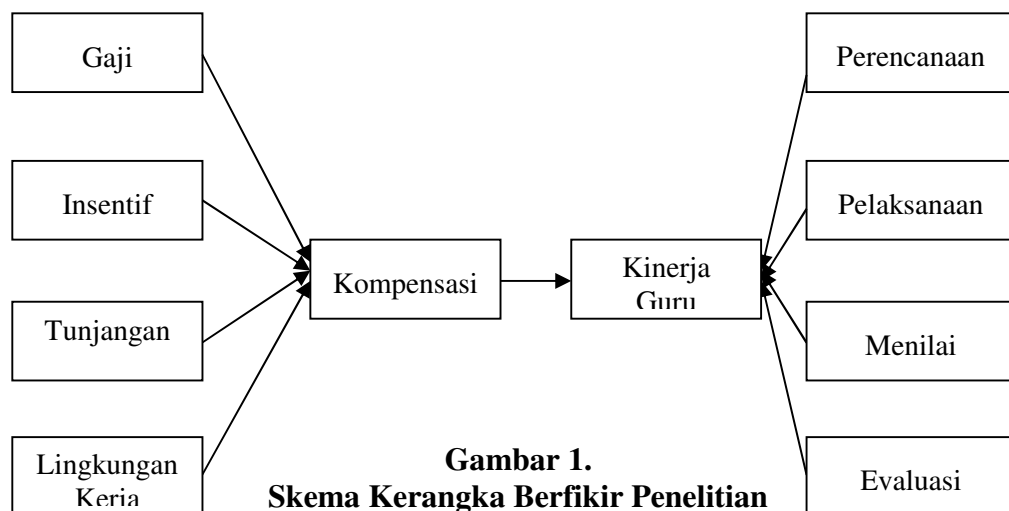 Gaji
Insentif
Tunjangan
Lingkungan
Kerja
Kompensasi
Kinerja
Guru
Perencanaan
Pelaksanaan
Menilai
Evaluasi
Gambar 1.
Skema Kerangka Berfikir Penelitian